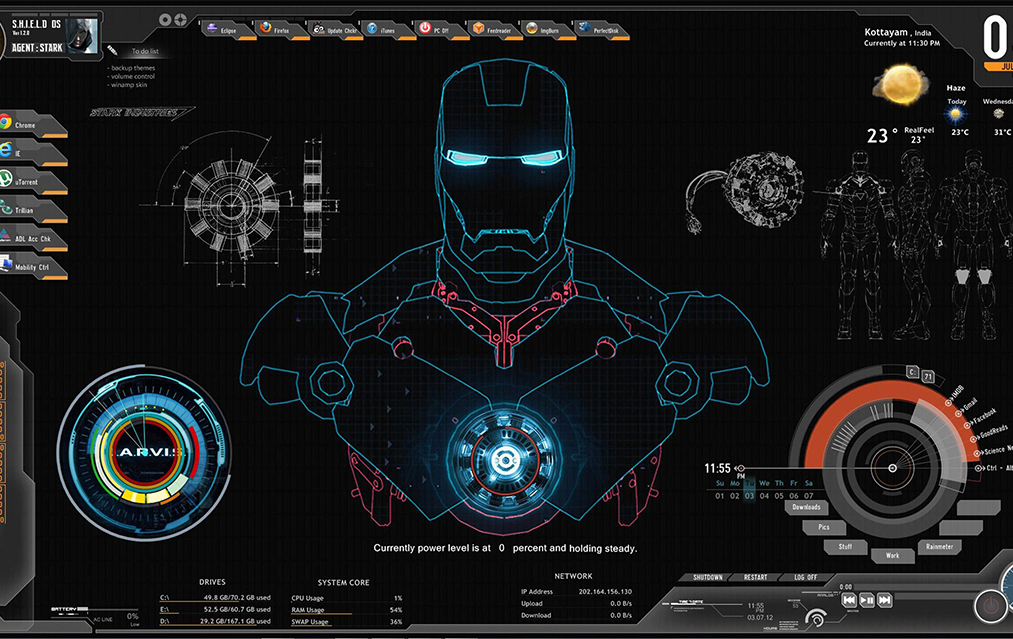 S.H.I.E.L.D OS
Ver 1.2.0
AGENT : STARK
To do list
- backup themes
- volume control
- winamp skin
Eclipse
Firefox
Update Chckr
iTunes
PC DIY
Feedreader
ImgBurn
PerfectDisk
Kottayam , India
Currently at 11:30 PM
0
JUL
Haze
Today
Wednesda
23°
RealFeel
23°
23°C
31°C
STARK INDUSTRIES
Chrome
IE
uTorrent
Trillian
ADL Acc Chk
Mobility Ctrl
J.A.R.V.I.S
C:
71
IMDB
Gmail
Facebook
GoodReads
Science Ne
Ctrl - Alt
11:55
PM
Su Mo Tu We Th Fr Sa
01 02 03 04 05 06 07
Downloads
Pics
Stuff
Work
Rainmeter
Currently power level is at 0 percent and holding steady.
DRIVES
C:\ 49.8 GB/70.2 GB used
E:\ 52.5 GB/60.7 GB used
D:\ 29.2 GB/167.1 GB used
SYSTEM CORE
CPU Usage 1%
RAM Usage 54%
SWAP Usage 36%
NETWORK
IP Address 202.164.156.130
Upload 0.0 B/s
Download 0.0 B/s
BATTERY
AC LINE
0%
Low
SHUTDOWN
RESTART
LOG OFF
0:00
11:55
PM
03.07.12